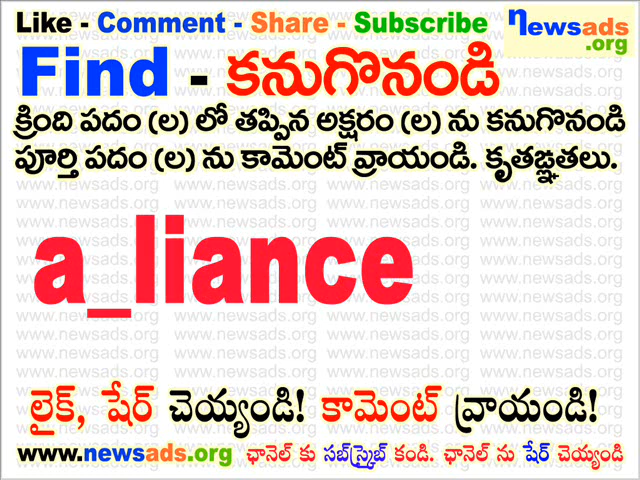 Like - Comment - Share - Subscribe
newsads
.org
Find - కనుగొనండి
క్రింది పదం (ల) లో తప్పిన అక్షరం (ల) ను కనుగొనండి
పూర్తి పదం (ల) ను కామెంట్ వ్రాయండి. కృతఙ్ఞతలు.
a_liance
లైక్, షేర్ చెయ్యండి! కామెంట్ వ్రాయండి!
www.newsads.org ఛానెల్ కు సబ్‌స్క్రైబ్ కండి. ఛానెల్ ను షేర్ చెయ్యండి